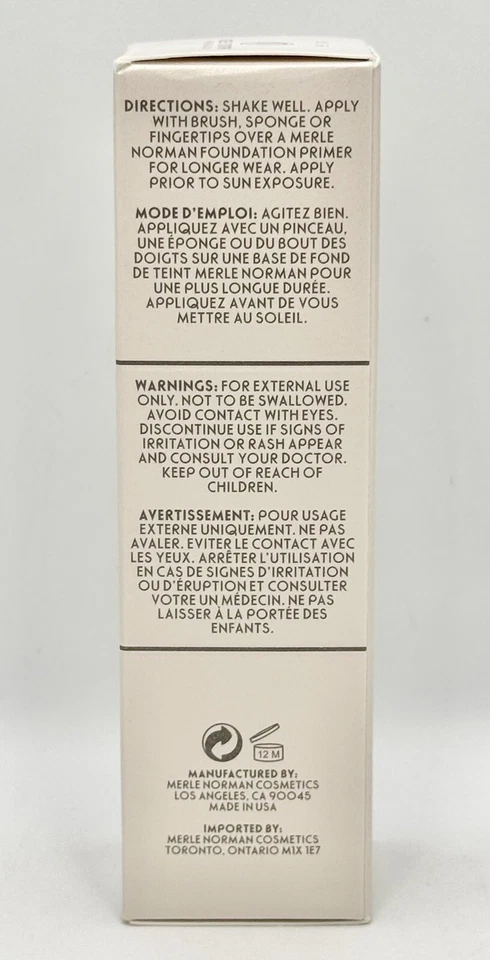 DIRECTIONS: SHAKE WELL. APPLY
WITH BRUSH, SPONGE OR
FINGERTIPS OVER A MERLE
NORMAN FOUNDATION PRIMER
FOR LONGER WEAR. APPLY
PRIOR TO SUN EXPOSURE.
MODE D'EMPLOI: AGITEZ BIEN.
APPLIQUEZ AVEC UN PINCEAU,
UNE ÉPONGE OU DU BOUT DES
DOIGTS SUR UNE BASE DE FOND
DE TEINT MERLE NORMAN POUR
UNE PLUS LONGUE DURÉE.
APPLIQUEZ AVANT DE VOUS
METTRE AU SOLEIL.
WARNINGS: FOR EXTERNAL USE
ONLY. NOT TO BE SWALLOWED.
AVOID CONTACT WITH EYES.
DISCONTINUE USE IF SIGNS OF
IRRITATION OR RASH APPEAR
AND CONSULT YOUR DOCTOR.
KEEP OUT OF REACH OF
CHILDREN.
AVERTISSEMENT: POUR USAGE
EXTERNE UNIQUEMENT. NE PAS
AVALER. EVITER LE CONTACT AVEC
LES YEUX. ARRÊTER L'UTILISATION
EN CAS DE SIGNES D'IRRITATION
OU D'ÉRUPTION ET CONSULTER
VOTRE UN MÉDECIN. NE PAS
LAISSER À LA PORTÉE DES
ENFANTS.
12 M
MANUFACTURED BY:
MERLE NORMAN COSMETICS
LOS ANGELES, CA 90045
MADE IN USA
IMPORTED BY:
MERLE NORMAN COSMETICS
TORONTO, ONTARIO M1X 1E7